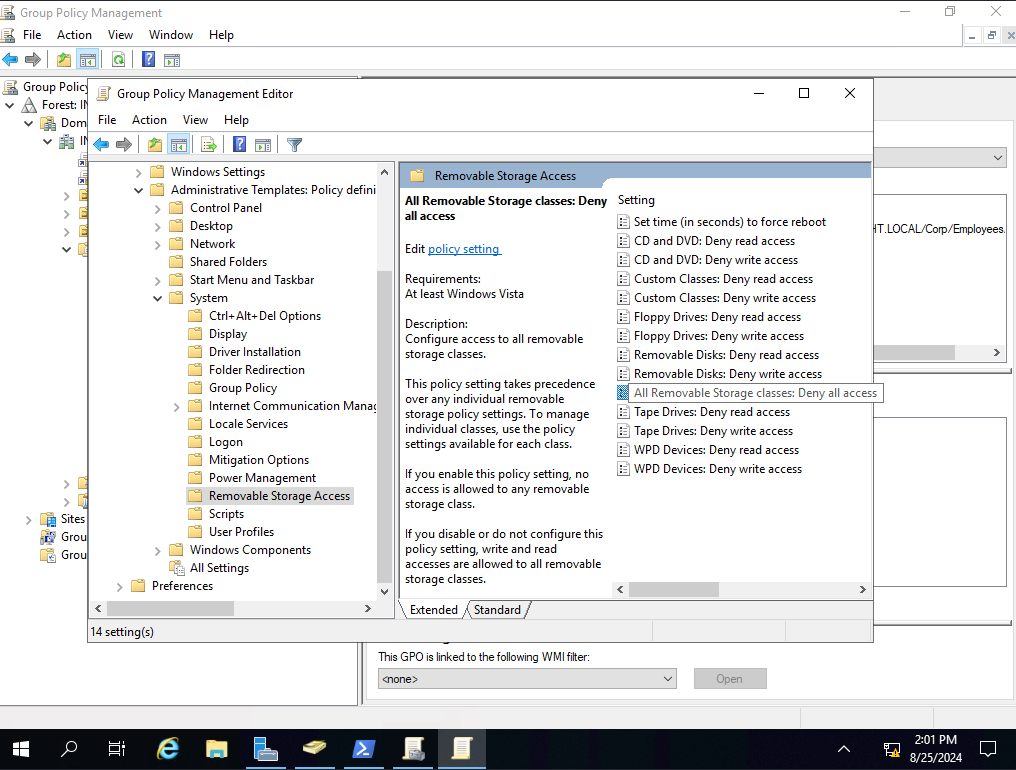 Group Policy Management
File Action View Window Help
Group Policy
Forest: IN
Dom
IN
Sites
Grou
Grou
Group Policy Management Editor
File Action View Help
Windows Settings
Administrative Templates: Policy defini
Control Panel
Desktop
Network
Shared Folders
Start Menu and Taskbar
System
Ctrl+Alt+Del Options
Display
Driver Installation
Folder Redirection
Group Policy
Internet Communication Manag
Locale Services
Logon
Mitigation Options
Power Management
Removable Storage Access
Scripts
User Profiles
Windows Components
All Settings
Preferences
Removable Storage Access
All Removable Storage classes: Deny
all access
Edit policy setting
Requirements:
At least Windows Vista
Description:
Configure access to all removable
storage classes.
This policy setting takes precedence
over any individual removable
storage policy settings. To manage
individual classes, use the policy
settings available for each class.
If you enable this policy setting, no
access is allowed to any removable
storage class.
If you disable or do not configure this
policy setting, write and read
accesses are allowed to all removable
storage classes.
Setting
Set time (in seconds) to force reboot
CD and DVD: Deny read access
CD and DVD: Deny write access
Custom Classes: Deny read access
Custom Classes: Deny write access
Floppy Drives: Deny read access
Floppy Drives: Deny write access
Removable Disks: Deny read access
Removable Disks: Deny write access
All Removable Storage classes: Deny all access
Tape Drives: Deny read access
Tape Drives: Deny write access
WPD Devices: Deny read access
WPD Devices: Deny write access
Extended Standard
14 setting(s)
HT.LOCAL/Corp/Employees.
This GPO is linked to the following WMI filter:
<none> Open
2:01 PM
8/25/2024